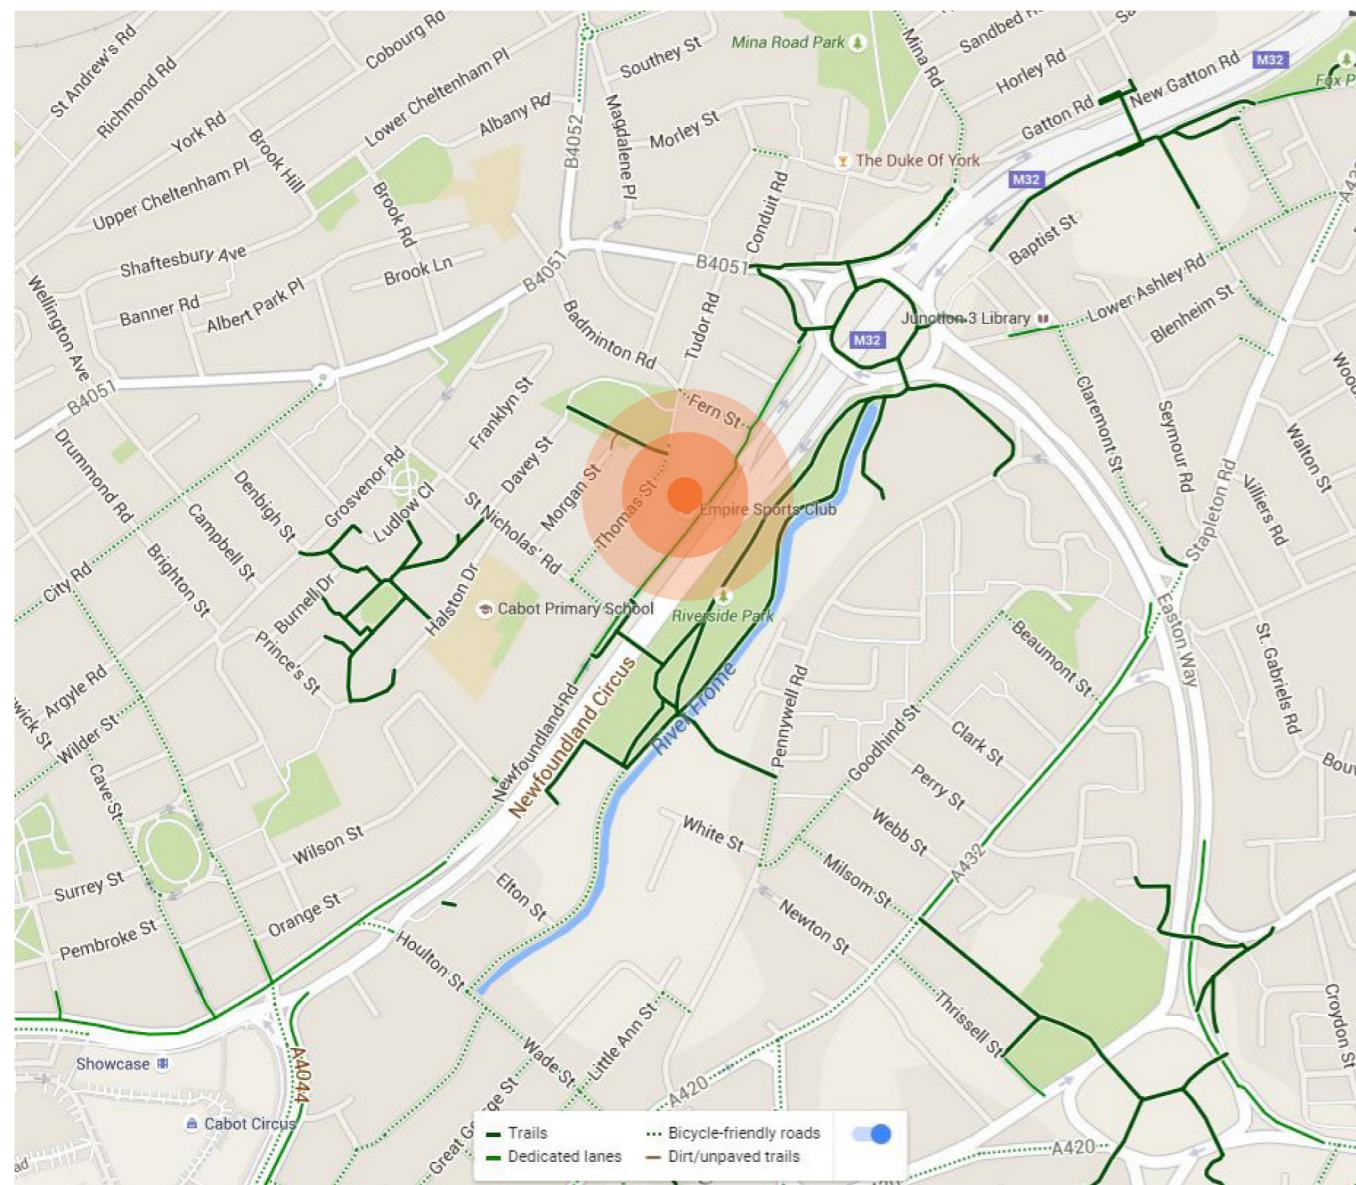 St Andrew's Rd
Richmond Rd
Cobourg Rd
York Rd
Lower Cheltenham Pl
Southey St
Mina Road Park
Mina Rd
Sandbed
Horley Rd
M32
New Gatton Rd
Fox P
Gatton Rd
Albany Rd
B4052
Magdalene Pl
Morley St
The Duke Of York
M32
Brook Hill
Upper Cheltenham Pl
Brook Rd
Conduit Rd
Baptist St
Shaftesbury Ave
Brook Ln
B4051
B4051
Lower Ashley Rd
Wellington Ave
Banner Rd
Albert Park Pl
Badminton Rd
Tudor Rd
Junction 3 Library
M32
Blenheim St
B4051
Franklyn St
Fern St
Claremont St
Seymour Rd
Walton St
Drummond Rd
Grosvenor Rd
Davey St
Morgan St
Thomas St
Empire Sports Club
Stapleton Rd
Villiers Rd
Denbigh St
Campbell St
Ludlow Cl
St Nicholas' Rd
City Rd
Brighton St
Burnell Dr
Halston Dr
Cabot Primary School
Riverside Park
Easton Way
Prince's St
Beaumont St
St. Gabriels Rd
Argyle Rd
Wilder St
Newfoundland Rd
Newfoundland Circus
River Frome
Pennywell Rd
Goodhind St
Clark St
Perry St
Cave St
Wilson St
White St
Webb St
A432
Surrey St
Orange St
Elton St
Milsom St
Newton St
Pembroke St
Houlton St
Thrissell St
Croydon St
Showcase
A4044
Wade St
Little Ann St
Cabot Circus
Great George St
A420
A420
Trails
Bicycle-friendly roads
Dedicated lanes
Dirt/unpaved trails